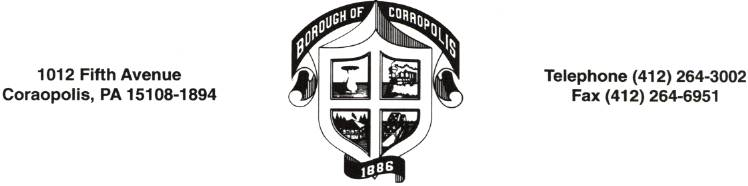 BOROUGH OF CORAOPOLIS
1012 Fifth Avenue
Coraopolis, PA 15108-1894
Telephone (412) 264-3002
Fax (412) 264-6951
1886